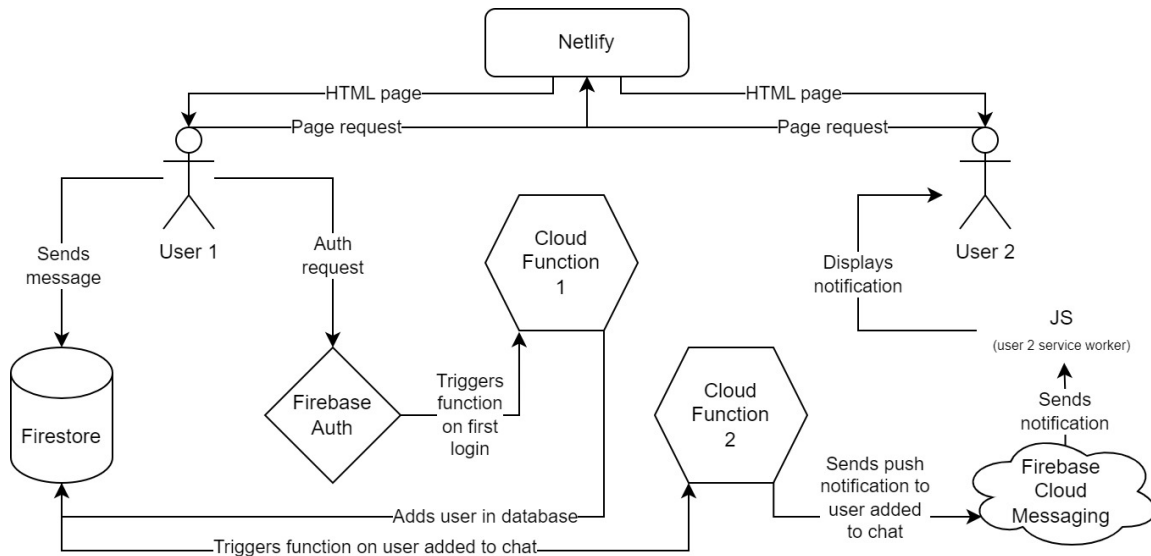 Netlify
HTML page
HTML page
Page request
Page request
User 1
User 2
Sends
message
Auth
request
Cloud
Function
1
Displays
notification
JS
(user 2 service worker)
Firestore
Firebase
Auth
Triggers
function
on first
login
Cloud
Function
2
Sends
notification
Sends push
notification to
user added
to chat
Firebase
Cloud
Messaging
Adds user in database
Triggers function on user added to chat